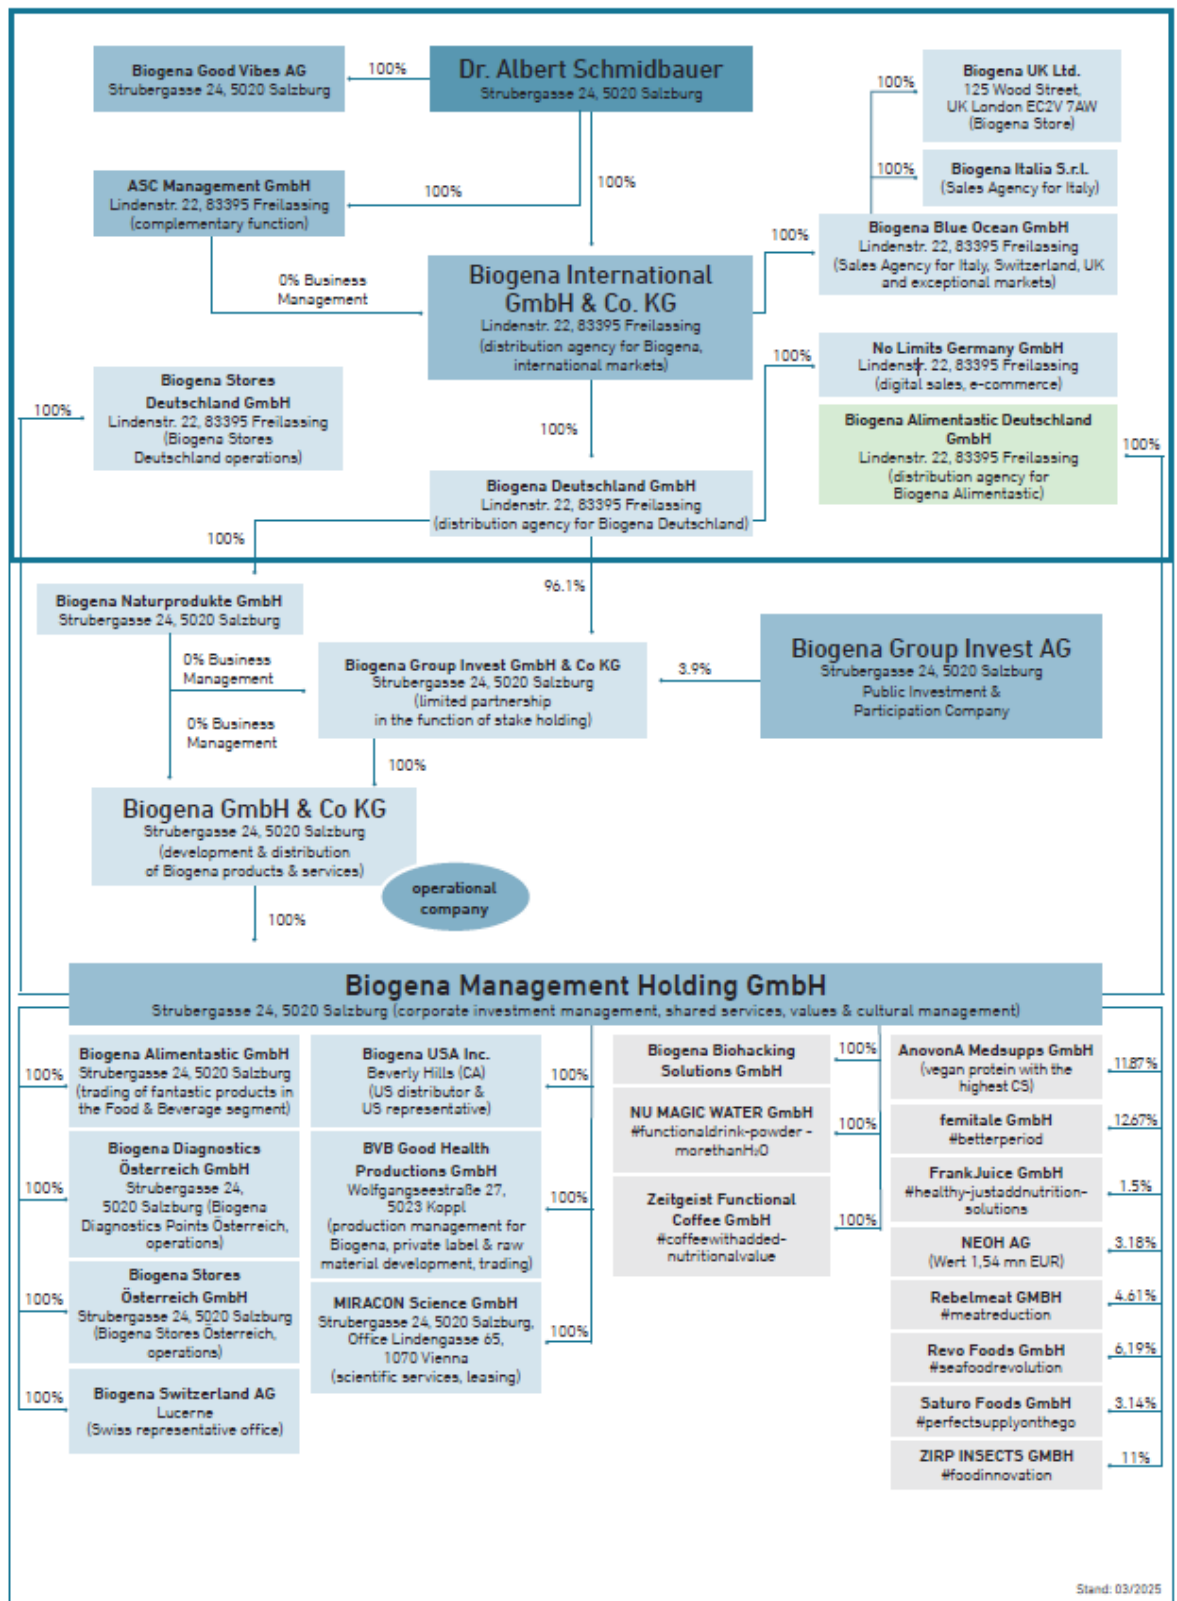 Biogena Good Vibes AG
Strubergasse 24, 5020 Salzburg
100%
Dr. Albert Schmidbauer
Strubergasse 24, 5020 Salzburg
100%
Biogena UK Ltd.
125 Wood Street,
UK London EC2V 7AW
(Biogena Store)
100%
Biogena Italia S.r.l.
(Sales Agency for Italy)
ASC Management GmbH
Lindenstr. 22, 83395 Freilassing
(complementary function)
100%
100%
100%
Biogena Blue Ocean GmbH
Lindenstr. 22, 83395 Freilassing
(Sales Agency for Italy, Switzerland, UK
and exceptional markets)
0% Business
Management
Biogena International
GmbH & Co. KG
Lindenstr. 22, 83395 Freilassing
(distribution agency for Biogena,
international markets)
100%
No Limits Germany GmbH
Lindenstr. 22, 83395 Freilassing
(digital sales, e-commerce)
100%
Biogena Stores
Deutschland GmbH
Lindenstr. 22, 83395 Freilassing
(Biogena Stores
Deutschland operations)
100%
Biogena Alimentastic Deutschland
GmbH
Lindenstr. 22, 83395 Freilassing
(distribution agency for
Biogena Alimentastic)
100%
Biogena Deutschland GmbH
Lindenstr. 22, 83395 Freilassing
(distribution agency for Biogena Deutschland)
100%
96.1%
Biogena Naturprodukte GmbH
Strubergasse 24, 5020 Salzburg
0% Business
Management
0% Business
Management
Biogena Group Invest GmbH & Co KG
Strubergasse 24, 5020 Salzburg
(limited partnership
in the function of stake holding)
3.9%
Biogena Group Invest AG
Strubergasse 24, 5020 Salzburg
Public Investment &
Participation Company
100%
Biogena GmbH & Co KG
Strubergasse 24, 5020 Salzburg
(development & distribution
of Biogena products & services)
operational
company
100%
Biogena Management Holding GmbH
Strubergasse 24, 5020 Salzburg (corporate investment management, shared services, values & cultural management)
100%
Biogena Alimentastic GmbH
Strubergasse 24, 5020 Salzburg
(trading of fantastic products in
the Food & Beverage segment)
100%
Biogena Diagnostics
Österreich GmbH
Strubergasse 24,
5020 Salzburg (Biogena
Diagnostics Points Österreich,
operations)
100%
Biogena Stores
Österreich GmbH
Strubergasse 24, 5020 Salzburg
(Biogena Stores Österreich,
operations)
100%
Biogena Switzerland AG
Lucerne
(Swiss representative office)
Biogena USA Inc.
Beverly Hills (CA)
(US distributor &
US representative)
100%
BVB Good Health
Productions GmbH
Wolfgangseestraße 27,
5023 Koppl
(production management for
Biogena, private label & raw
material development, trading)
100%
MIRACON Science GmbH
Strubergasse 24, 5020 Salzburg,
Office Lindengasse 65,
1070 Vienna
(scientific services, leasing)
100%
Biogena Biohacking
Solutions GmbH
100%
NU MAGIC WATER GmbH
#functionaldrink-powder -
morethanH₂O
100%
Zeitgeist Functional
Coffee GmbH
#coffeewithadded-
nutritionalvalue
100%
AnovonA Medsupps GmbH
(vegan protein with the
highest CS)
11.87%
femitale GmbH
#betterperiod
12.67%
FrankJuice GmbH
#healthy-justaddnutrition-
solutions
1.5%
NEOH AG
(Wert 1,54 mn EUR)
3.18%
Rebelmeat GMBH
#meatreduction
4.61%
Revo Foods GmbH
#seafoodrevolution
6,19%
Saturo Foods GmbH
#perfectsupplyonthego
3.14%
ZIRP INSECTS GMBH
#foodinnovation
11%
Stand: 03/2025